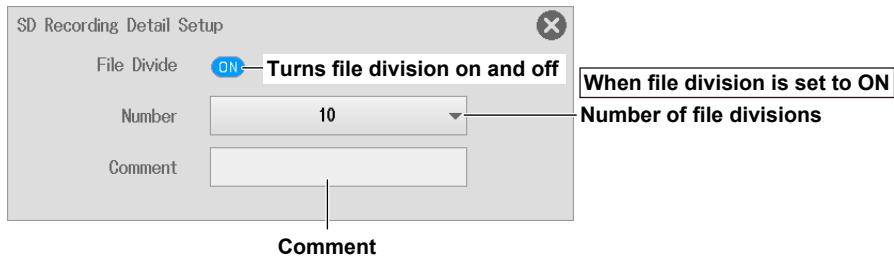 SD Recording Detail Setup
File Divide ON Turns file division on and off
When file division is set to ON
Number 10 Number of file divisions
Comment
Comment